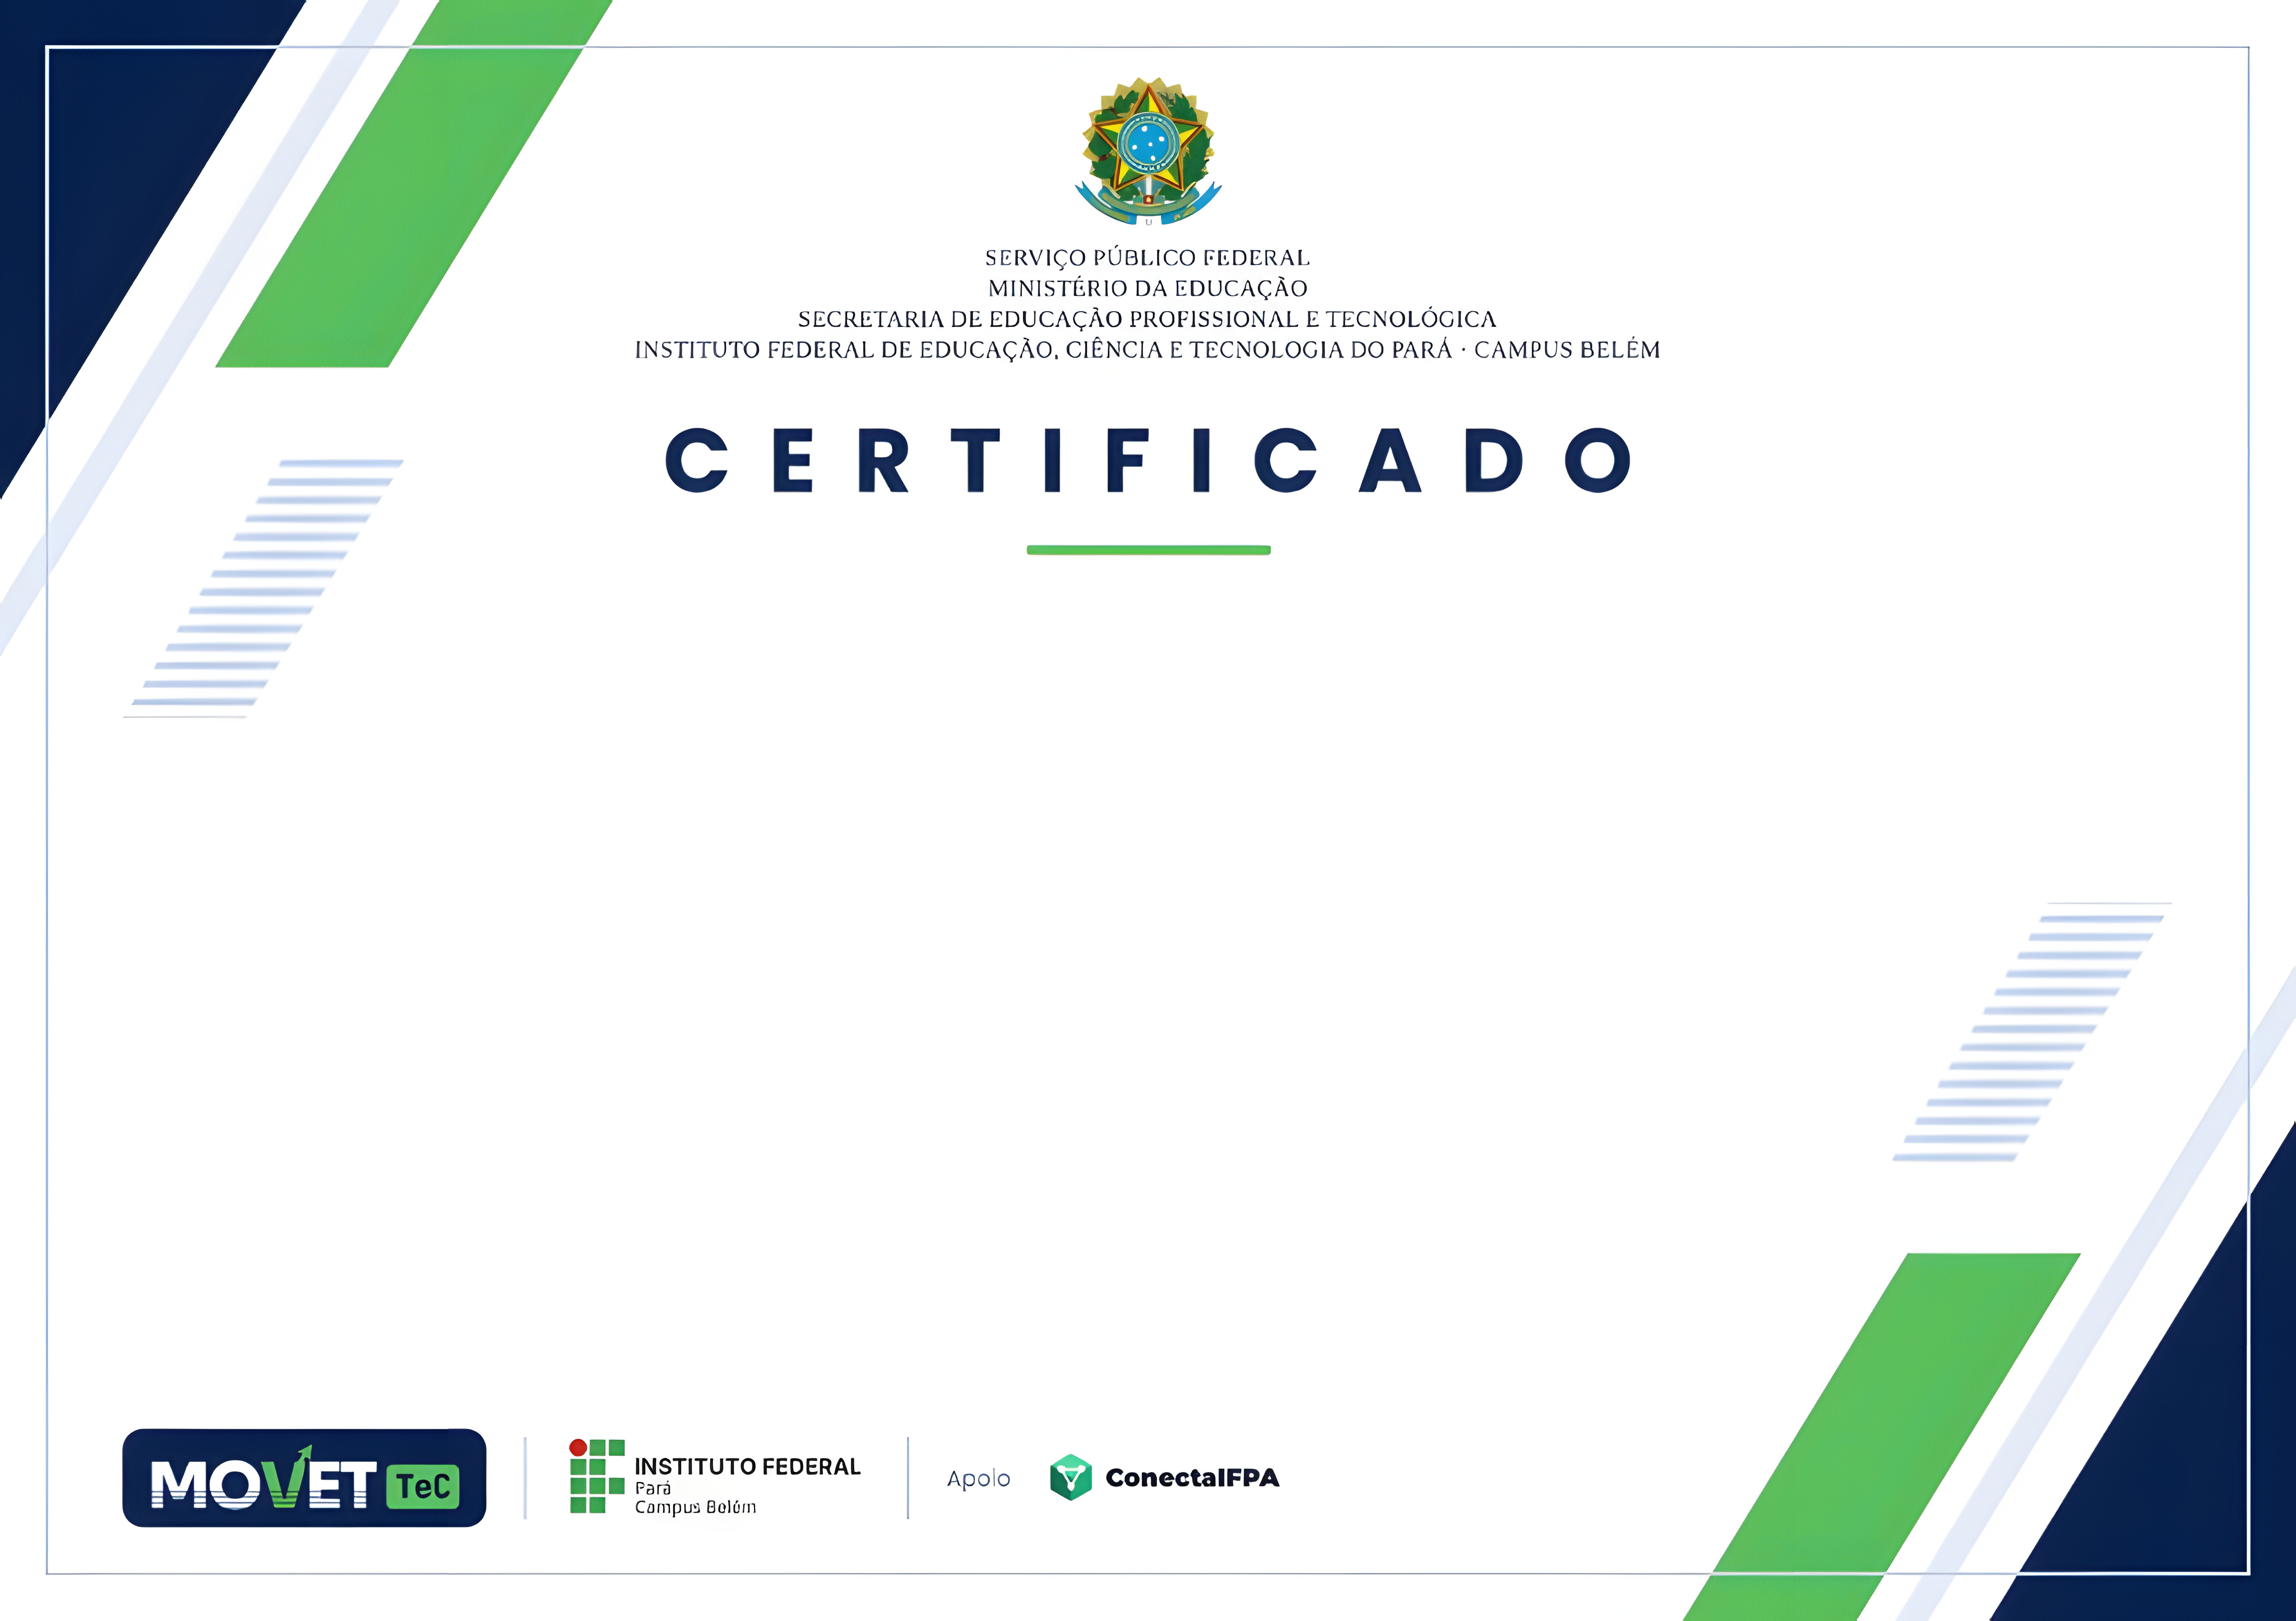 SERVIÇO PÚBLICO FEDERAL
MINISTÉRIO DA EDUCAÇÃO
SECRETARIA DE EDUCAÇÃO PROFISSIONAL E TECNOLÓGICA
INSTITUTO FEDERAL DE EDUCAÇÃO, CIÊNCIA E TECNOLOGIA DO PARÁ · CAMPUS BELÉM
CERTIFICADO
MOVET TeC
INSTITUTO FEDERAL
Pará
Campus Belém
Apolo
ConectaIFPA